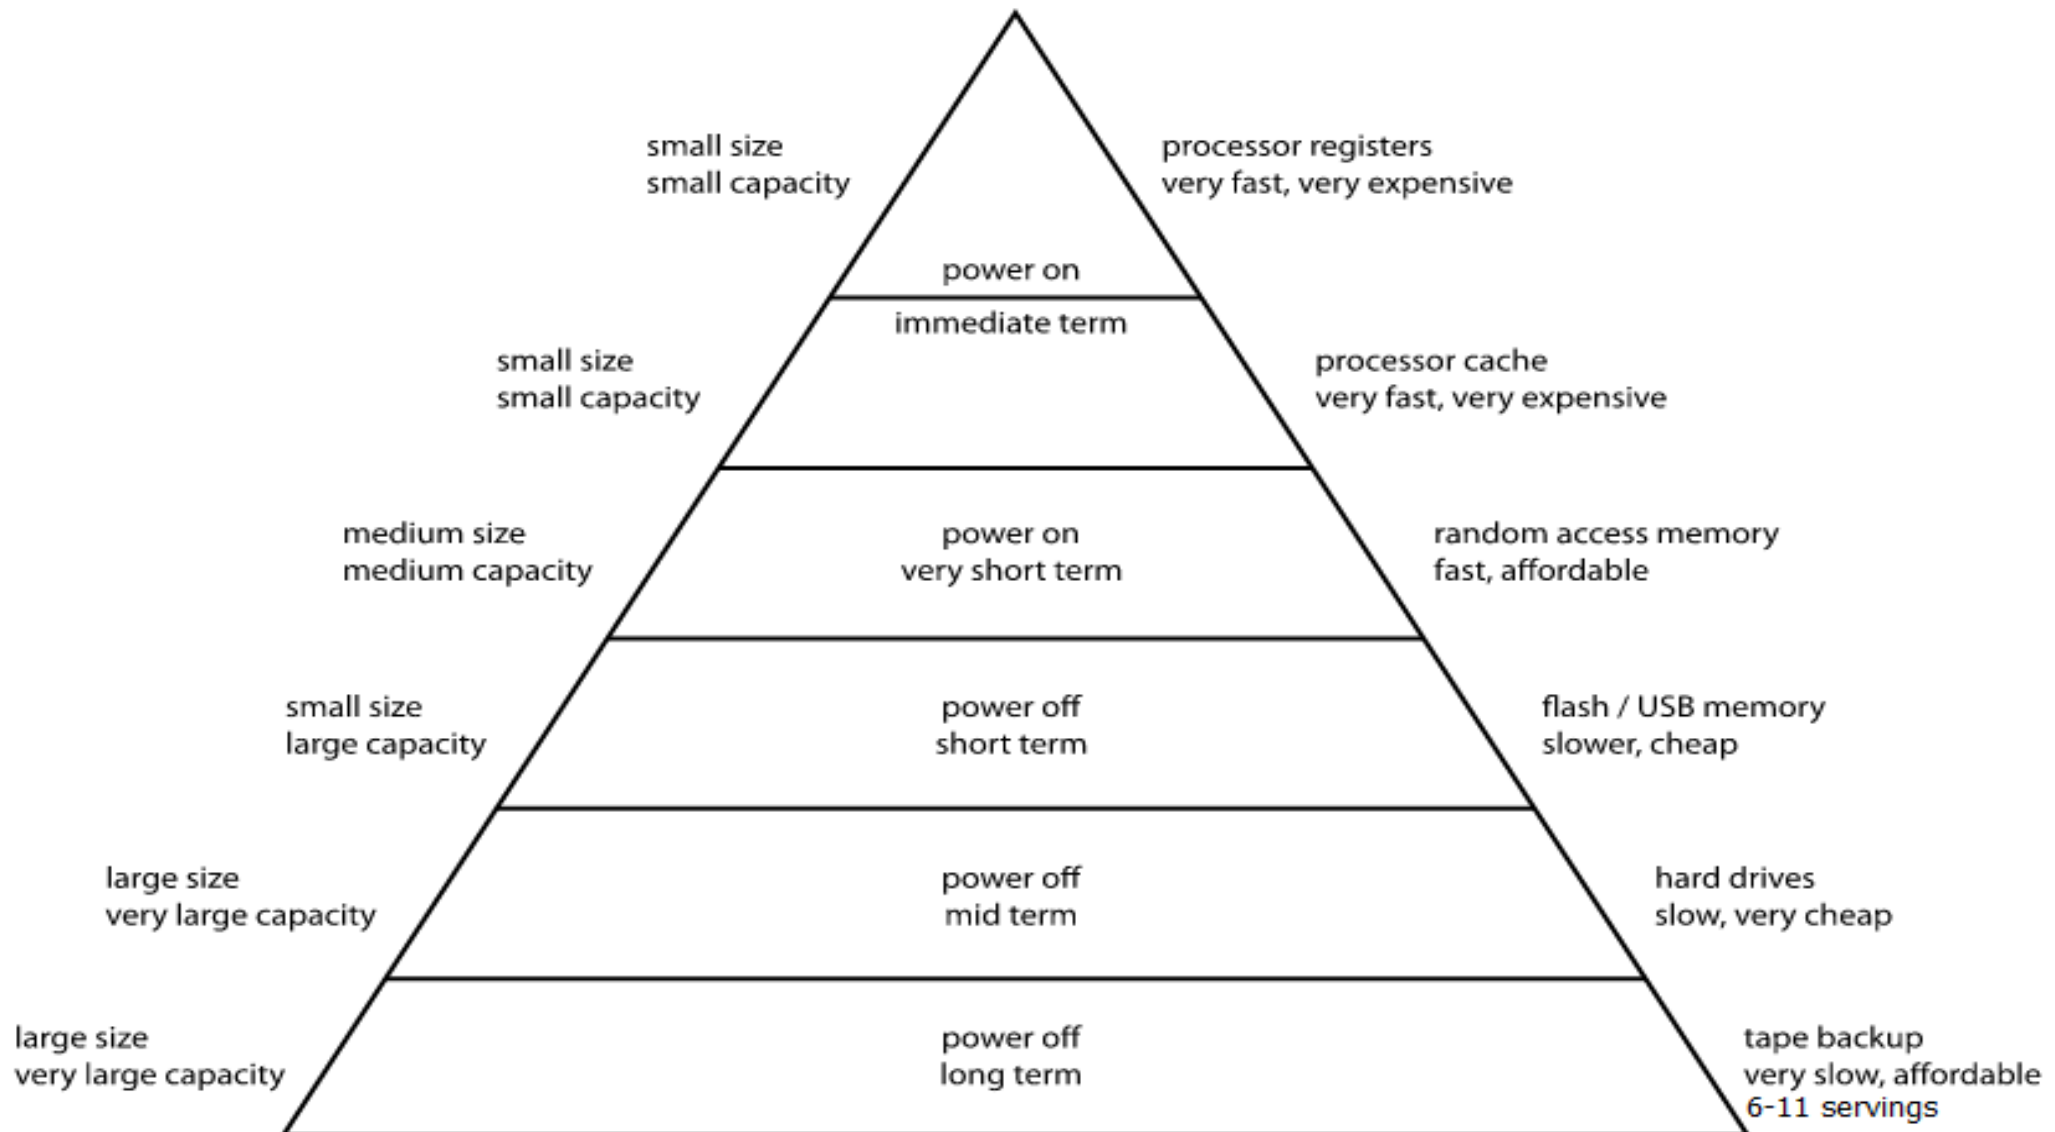 small size
small capacity
processor registers
very fast, very expensive
power on
immediate term
small size
small capacity
processor cache
very fast, very expensive
medium size
medium capacity
power on
very short term
random access memory
fast, affordable
small size
large capacity
power off
short term
flash / USB memory
slower, cheap
large size
very large capacity
power off
mid term
hard drives
slow, very cheap
large size
very large capacity
power off
long term
tape backup
very slow, affordable
6-11 servings